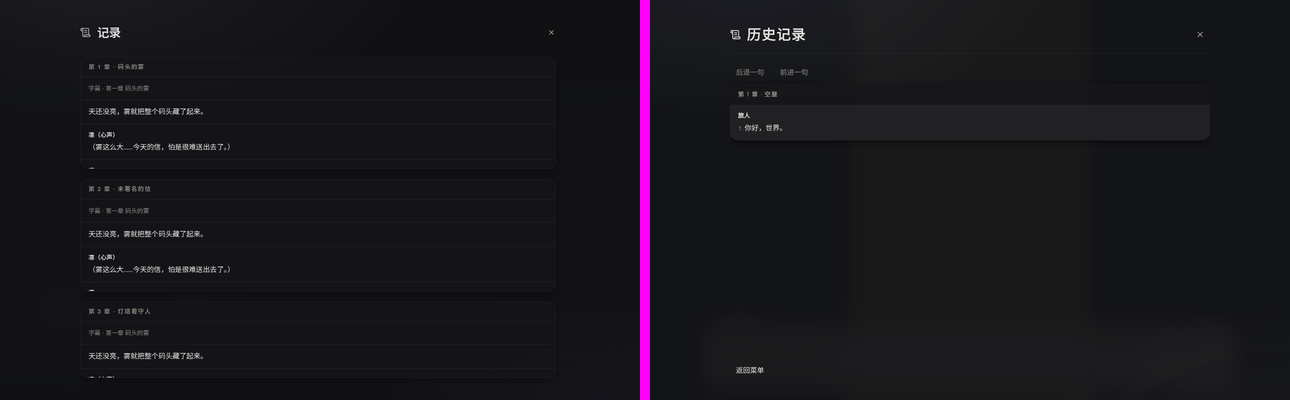 记录
第 1 章 · 码头的雾
字幕 · 第一章 码头的雾
天还没亮，雾就把整个码头藏了起来。
凛（心声）
（雾这么大……今天的信，怕是很难送出去了。）
第 2 章 · 未署名的信
字幕 · 第一章 码头的雾
天还没亮，雾就把整个码头藏了起来。
凛（心声）
（雾这么大……今天的信，怕是很难送出去了。）
第 3 章 · 灯塔看守人
字幕 · 第一章 码头的雾
天还没亮，雾就把整个码头藏了起来。
历史记录
后退一句 前进一句
第 1 章 · 空屋
旅人
1. 你好，世界。
返回菜单